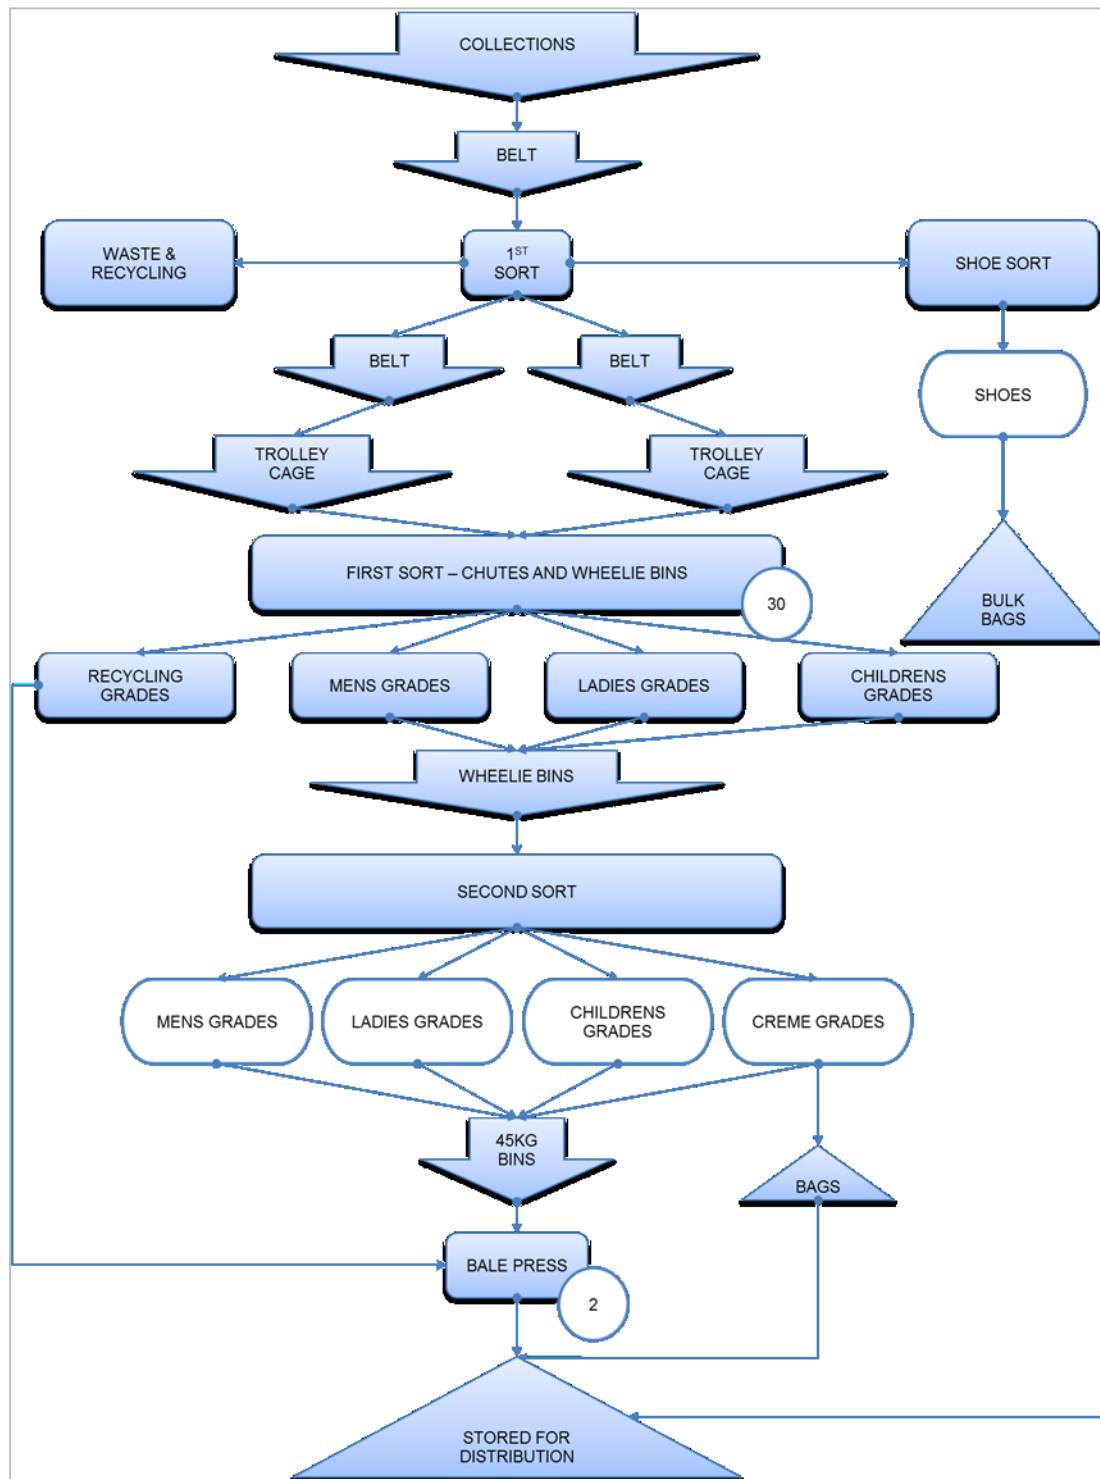 COLLECTIONS
BELT
WASTE &
RECYCLING
1ST
SORT
SHOE SORT
BELT
BELT
SHOES
TROLLEY
CAGE
TROLLEY
CAGE
FIRST SORT – CHUTES AND WHEELIE BINS
30
BULK
BAGS
RECYCLING
GRADES
MENS GRADES
LADIES GRADES
CHILDRENS
GRADES
WHEELIE BINS
SECOND SORT
MENS GRADES
LADIES GRADES
CHILDRENS
GRADES
CREME GRADES
45KG
BINS
BAGS
BALE PRESS
2
STORED FOR
DISTRIBUTION